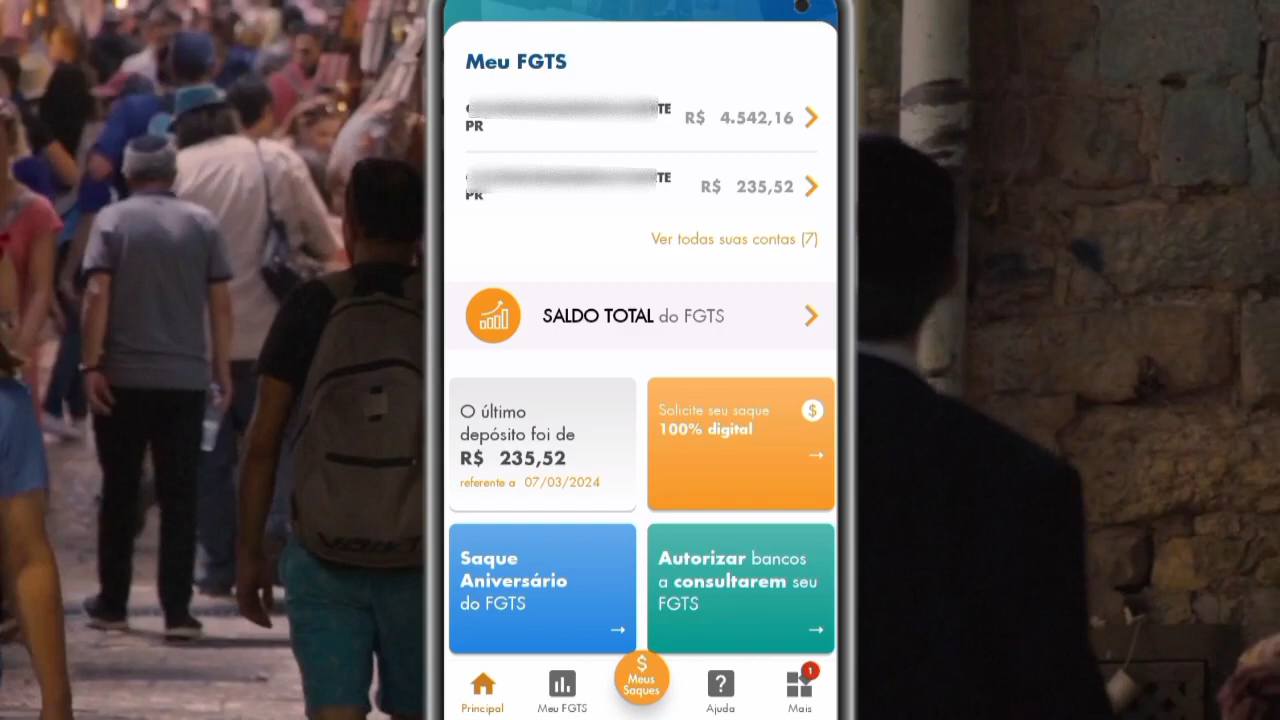 Meu FGTS
TE
PR
R$ 4.542,16
TE
PR
R$ 235,52
Ver todas suas contas (7)
SALDO TOTAL do FGTS
O último
depósito foi de
R$ 235,52
referente a 07/03/2024
Solicite seu saque
100% digital
$
→
Saque
Aniversário
do FGTS
→
Autorizar bancos
a consultarem seu
FGTS
→
Principal
Meu FGTS
$
Meus
Saques
?
Ajuda
1
Mais